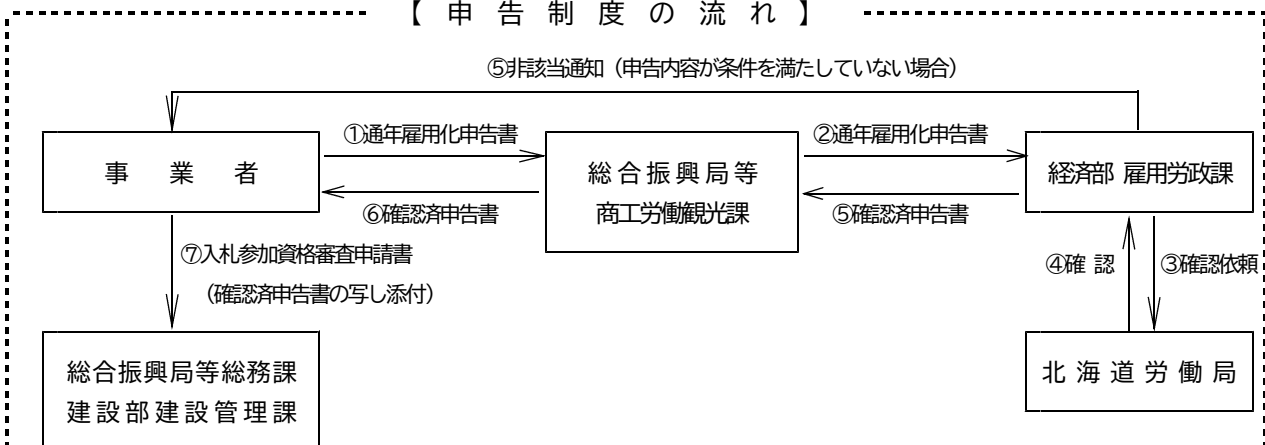 【 申 告 制 度 の 流 れ 】
⑤非該当通知（申告内容が条件を満たしていない場合）
事 業 者
①通年雇用化申告書
総合振興局等
商工労働観光課
②通年雇用化申告書
経済部 雇用労政課
⑥確認済申告書
⑤確認済申告書
⑦入札参加資格審査申請書
（確認済申告書の写し添付）
④確 認
③確認依頼
総合振興局等総務課
建設部建設管理課
北 海 道 労 働 局